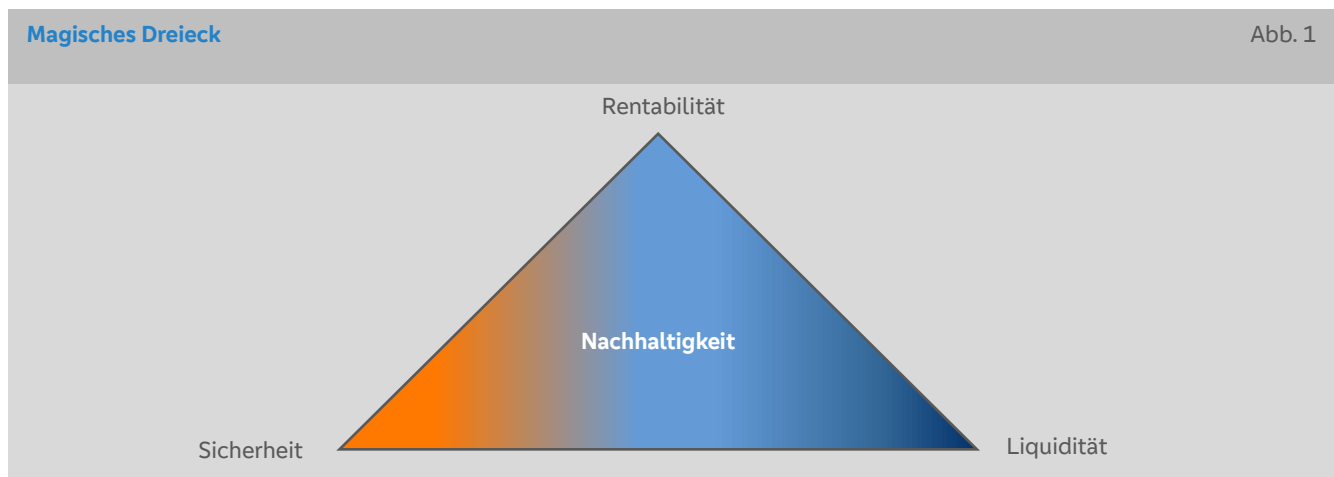 Magisches Dreieck
Abb. 1
Rentabilität
Nachhaltigkeit
Sicherheit
Liquidität